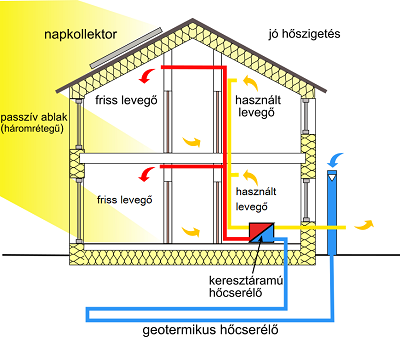 napkollektor
jó hőszigetés
passzív ablak
(háromrétegű)
friss levegő
használt
levegő
friss levegő
használt
levegő
keresztáramú
hőcserélő
geotermikus hőcserélő